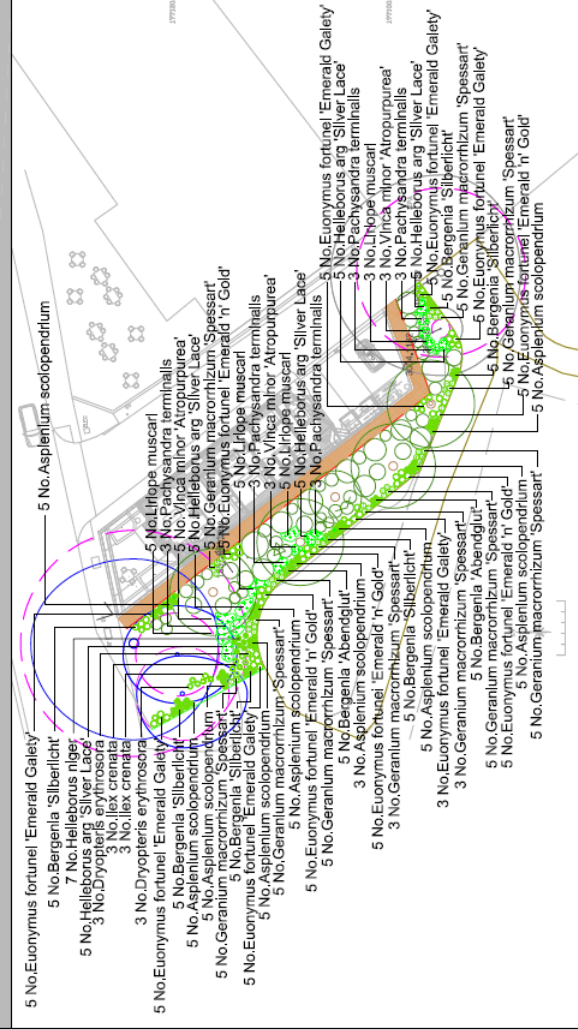 5 No.Euonymus fortunei 'Emerald Gaiety'
5 No.Bergenia 'Silberlicht'
7 No.Helleborus niger
5 No.Helleborus arg 'Silver Lace'
3 No.Dryopteris erythrosora
3 No.Ilex crenata
3 No.Ilex crenata
3 No.Dryopteris erythrosora
5 No.Euonymus fortunei 'Emerald Gaiety'
5 No.Bergenia 'Silberlicht'
5 No.Asplenium scolopendrium
5 No.Asplenium scolopendrium
5 No.Geranium macrorrhizum 'Spessart'
5 No.Bergenia 'Silberlicht'
5 No.Euonymus fortunei 'Emerald Gaiety'
5 No.Asplenium scolopendrium
5 No.Geranium macrorrhizum 'Spessart'
5 No.Asplenium scolopendrium
5 No.Euonymus fortunei 'Emerald 'n' Gold'
5 No.Geranium macrorrhizum 'Spessart'
5 No.Bergenia 'Abendglut'
3 No.Asplenium scolopendrium
5 No.Euonymus fortunei 'Emerald 'n' Gold'
3 No.Geranium macrorrhizum 'Spessart'
5 No.Bergenia 'Silberlicht'
5 No.Asplenium scolopendrium
3 No.Euonymus fortunei 'Emerald Gaiety'
3 No.Geranium macrorrhizum 'Spessart'
5 No.Bergenia 'Abendglut'
5 No.Geranium macrorrhizum 'Spessart'
5 No.Euonymus fortunei 'Emerald 'n' Gold'
5 No.Asplenium scolopendrium
5 No.Geranium macrorrhizum 'Spessart'
5 No.Asplenium scolopendrium
5 No.Liriope muscari
3 No.Pachysandra terminalis
5 No.Vinca minor 'Atropurpurea'
5 No.Helleborus arg 'Silver Lace'
5 No.Geranium macrorrhizum 'Spessart'
5 No.Euonymus fortunei 'Emerald 'n' Gold'
5 No.Liriope muscari
3 No.Pachysandra terminalis
3 No.Vinca minor 'Atropurpurea'
5 No.Liriope muscari
5 No.Helleborus arg 'Silver Lace'
3 No.Pachysandra terminalis
5 No.Euonymus fortunei 'Emerald Gaiety'
5 No.Helleborus arg 'Silver Lace'
3 No.Pachysandra terminalis
3 No.Liriope muscari
3 No.Vinca minor 'Atropurpurea'
3 No.Pachysandra terminalis
5 No.Helleborus arg 'Silver Lace'
5 No.Euonymus fortunei 'Emerald Gaiety'
5 No.Bergenia 'Silberlicht'
5 No.Geranium macrorrhizum 'Spessart'
5 No.Euonymus fortunei 'Emerald Gaiety'
5 No.Bergenia 'Silberlicht'
5 No.Geranium macrorrhizum 'Spessart'
5 No.Euonymus fortunei 'Emerald 'n' Gold'
5 No.Asplenium scolopendrium